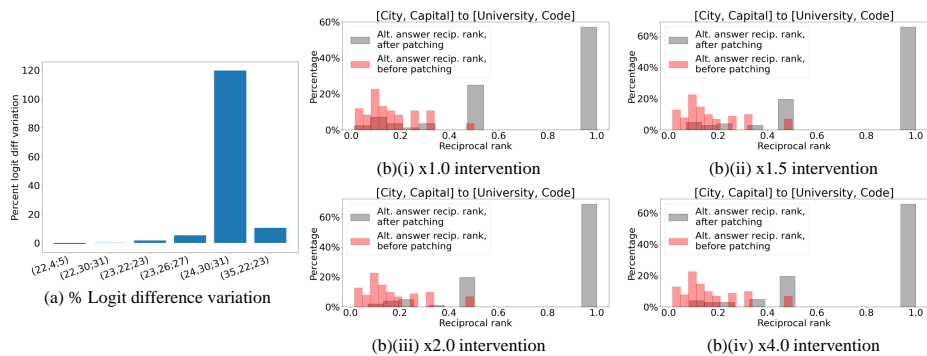 Percent logit diff variation
120
100
80
60
40
20
0
(22,4;5)
(22,30;31)
(23,22;23)
(23,26;27)
(24,30;31)
(35,22;23)
(a) % Logit difference variation
[City, Capital] to [University, Code]
Percentage
60%
40%
20%
0%
Alt. answer recip. rank,
after patching
Alt. answer recip. rank,
before patching
0.0 0.2 0.4 0.6 0.8 1.0
Reciprocal rank
(b)(i) x1.0 intervention
[City, Capital] to [University, Code]
Percentage
60%
40%
20%
0%
Alt. answer recip. rank,
after patching
Alt. answer recip. rank,
before patching
0.0 0.2 0.4 0.6 0.8 1.0
Reciprocal rank
(b)(ii) x1.5 intervention
[City, Capital] to [University, Code]
Percentage
60%
40%
20%
0%
Alt. answer recip. rank,
after patching
Alt. answer recip. rank,
before patching
0.0 0.2 0.4 0.6 0.8 1.0
Reciprocal rank
(b)(iii) x2.0 intervention
[City, Capital] to [University, Code]
Percentage
60%
40%
20%
0%
Alt. answer recip. rank,
after patching
Alt. answer recip. rank,
before patching
0.0 0.2 0.4 0.6 0.8 1.0
Reciprocal rank
(b)(iv) x4.0 intervention